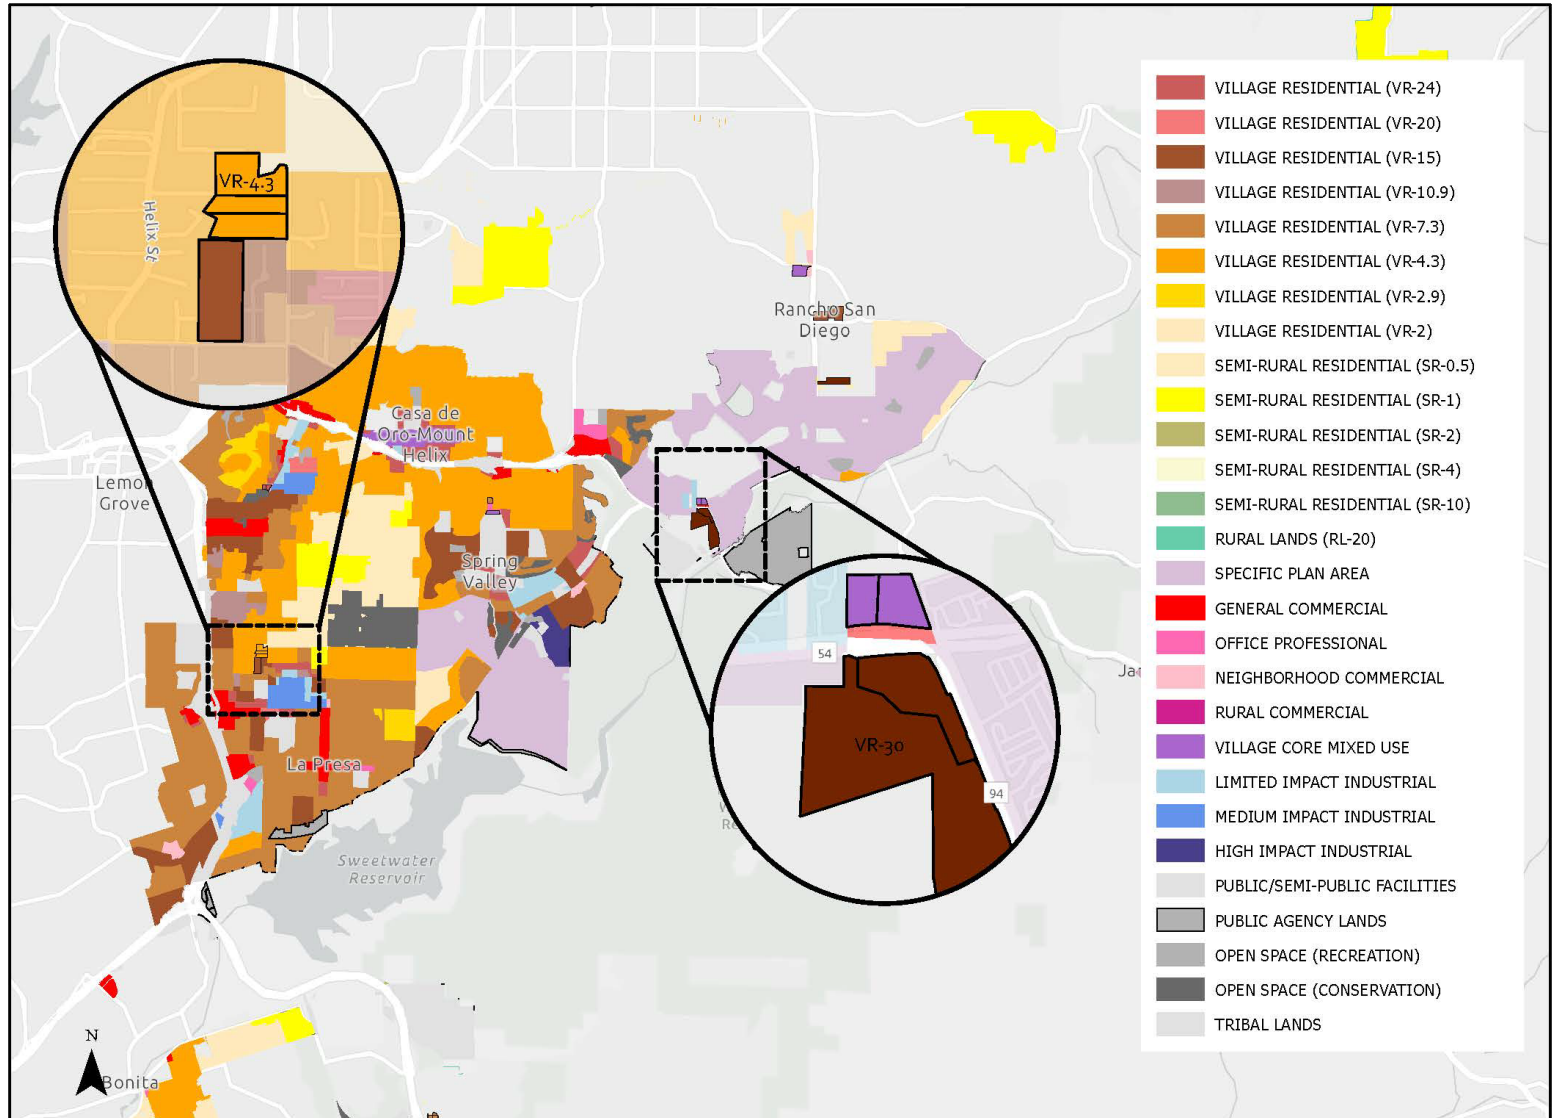 VR-4.3
Helix St
Casa de
Oro-Mount
Helix
Lemon
Grove
Spring
Valley
La Presa
Sweetwater
Reservoir
Bonita
N
Rancho San
Diego
54
VR-30
94
VILLAGE RESIDENTIAL (VR-24)
VILLAGE RESIDENTIAL (VR-20)
VILLAGE RESIDENTIAL (VR-15)
VILLAGE RESIDENTIAL (VR-10.9)
VILLAGE RESIDENTIAL (VR-7.3)
VILLAGE RESIDENTIAL (VR-4.3)
VILLAGE RESIDENTIAL (VR-2.9)
VILLAGE RESIDENTIAL (VR-2)
SEMI-RURAL RESIDENTIAL (SR-0.5)
SEMI-RURAL RESIDENTIAL (SR-1)
SEMI-RURAL RESIDENTIAL (SR-2)
SEMI-RURAL RESIDENTIAL (SR-4)
SEMI-RURAL RESIDENTIAL (SR-10)
RURAL LANDS (RL-20)
SPECIFIC PLAN AREA
GENERAL COMMERCIAL
OFFICE PROFESSIONAL
NEIGHBORHOOD COMMERCIAL
RURAL COMMERCIAL
VILLAGE CORE MIXED USE
LIMITED IMPACT INDUSTRIAL
MEDIUM IMPACT INDUSTRIAL
HIGH IMPACT INDUSTRIAL
PUBLIC/SEMI-PUBLIC FACILITIES
PUBLIC AGENCY LANDS
OPEN SPACE (RECREATION)
OPEN SPACE (CONSERVATION)
TRIBAL LANDS